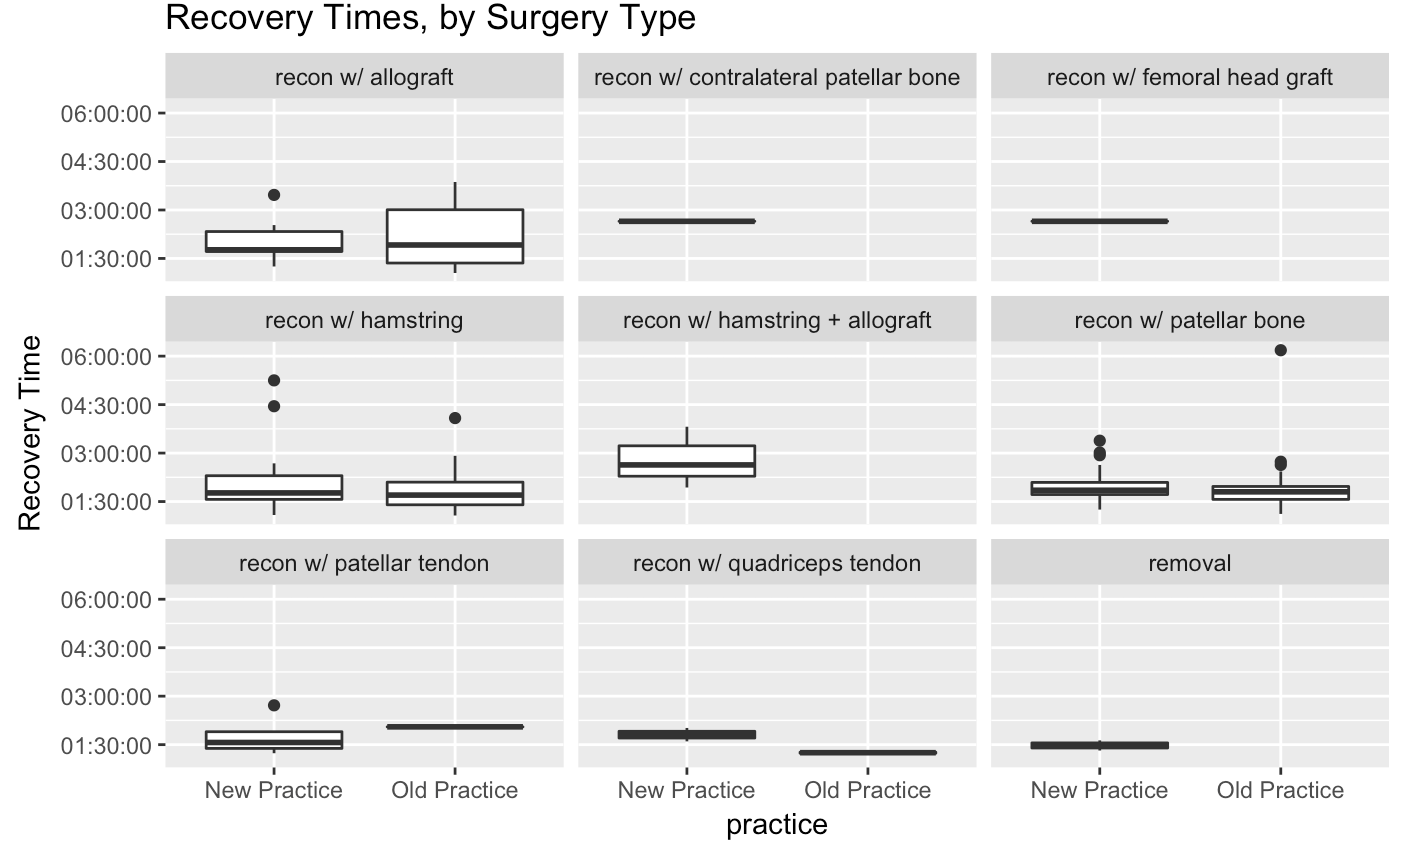 Recovery Times, by Surgery Type
recon w/ allograft
recon w/ contralateral patellar bone
recon w/ femoral head graft
06:00:00
04:30:00
03:00:00
01:30:00
recon w/ hamstring
recon w/ hamstring + allograft
recon w/ patellar bone
06:00:00
04:30:00
03:00:00
01:30:00
Recovery Time
recon w/ patellar tendon
recon w/ quadriceps tendon
removal
06:00:00
04:30:00
03:00:00
01:30:00
New Practice
Old Practice
New Practice
Old Practice
New Practice
Old Practice
practice